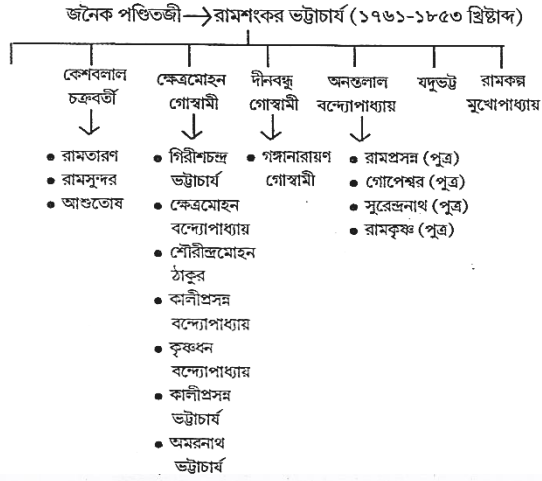 জনৈক পণ্ডিতজী→রামশংকর ভট্টাচার্য (১৭৬১-১৮৫৩ খ্রিষ্টাব্দ)
কেশবলাল
চক্রবর্তী
• রামতারণ
• রামসুন্দর
• আশুতোষ
ক্ষেত্রমোহন
গোস্বামী
• গিরীশচন্দ্র
ভট্টাচার্য
• ক্ষেত্রমোহন
বন্দ্যোপাধ্যায়
• শৌরীন্দ্রমোহন
ঠাকুর
• কালীপ্রসন্ন
বন্দ্যোপাধ্যায়
• কৃষ্ণধন
বন্দ্যোপাধ্যায়
• কালীপ্রসন্ন
ভট্টাচার্য
• অমরনাথ
ভট্টাচার্য
দীনবন্ধু
গোস্বামী
• গঙ্গানারায়ণ
গোস্বামী
অনন্তলাল
বন্দ্যোপাধ্যায়
• রামপ্রসন্ন (পুত্র)
• গোপেশ্বর (পুত্র)
• সুরেন্দ্রনাথ (পুত্র)
• রামকৃষ্ণ (পুত্র)
যদুভট্ট
রামকল্প
মুখোপাধ্যায়